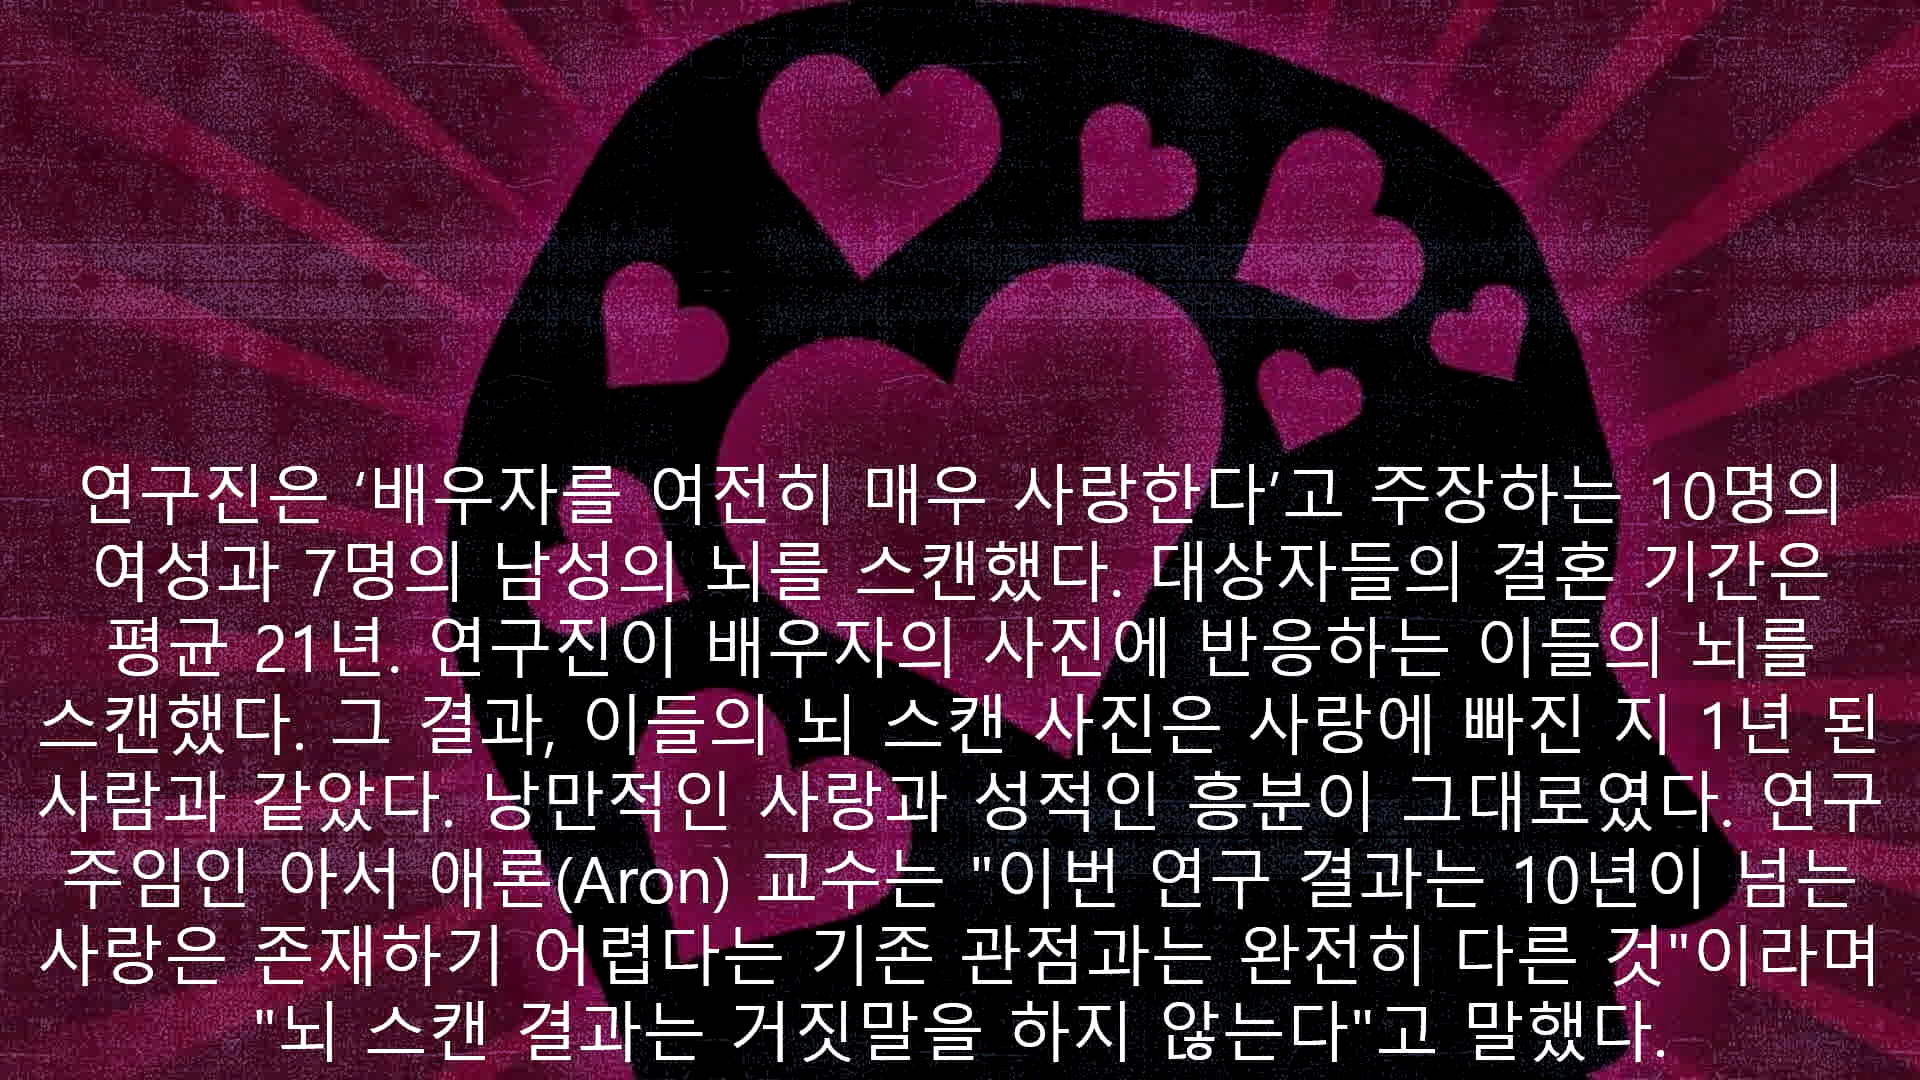 연구진은 ‘배우자를 여전히 매우 사랑한다’고 주장하는 10명의
여성과 7명의 남성의 뇌를 스캔했다. 대상자들의 결혼 기간은
평균 21년. 연구진이 배우자의 사진에 반응하는 이들의 뇌를
스캔했다. 그 결과, 이들의 뇌 스캔 사진은 사랑에 빠진 지 1년 된
사람과 같았다. 낭만적인 사랑과 성적인 흥분이 그대로였다. 연구
주임인 아서 애론(Aron) 교수는 "이번 연구 결과는 10년이 넘는
사랑은 존재하기 어렵다는 기존 관점과는 완전히 다른 것"이라며
"뇌 스캔 결과는 거짓말을 하지 않는다"고 말했다.